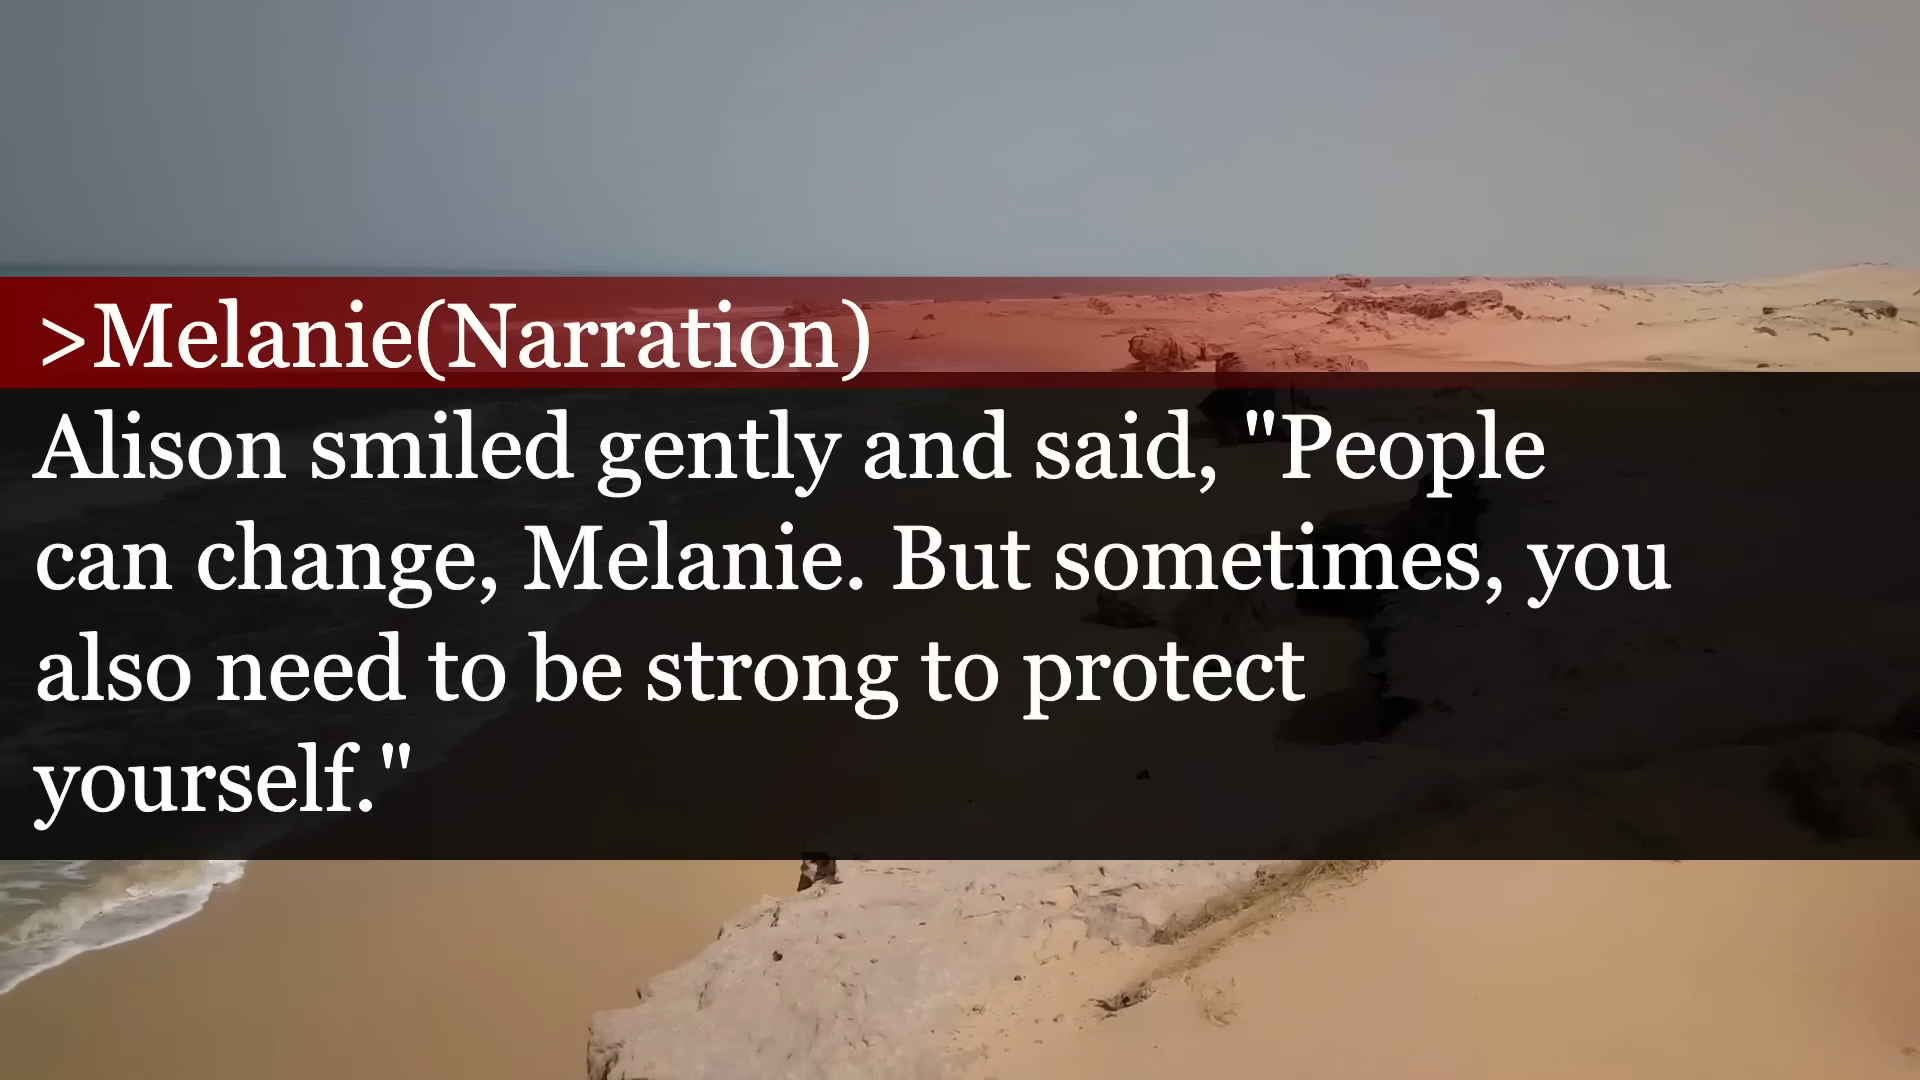 >Melanie(Narration)
Alison smiled gently and said, "People
can change, Melanie. But sometimes, you
also need to be strong to protect
yourself."